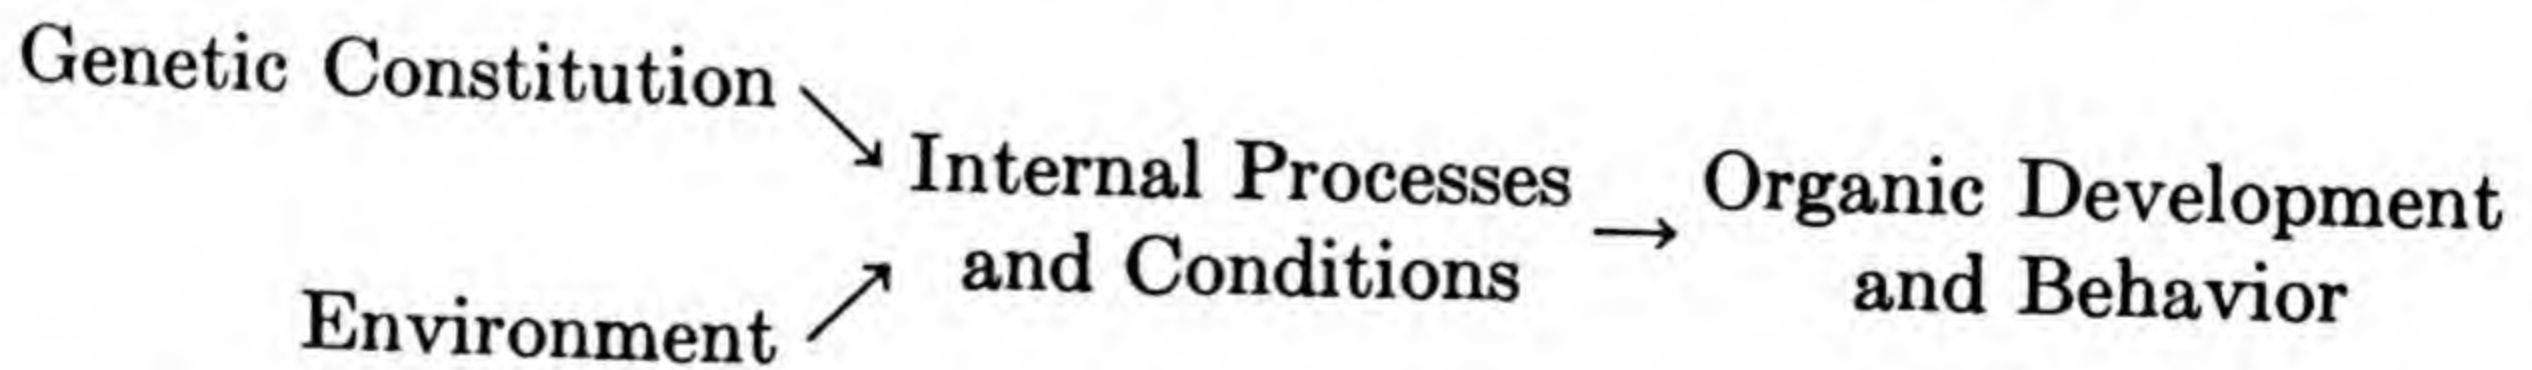 Genetic Constitution
Environment
Internal Processes
and Conditions
Organic Development
and Behavior